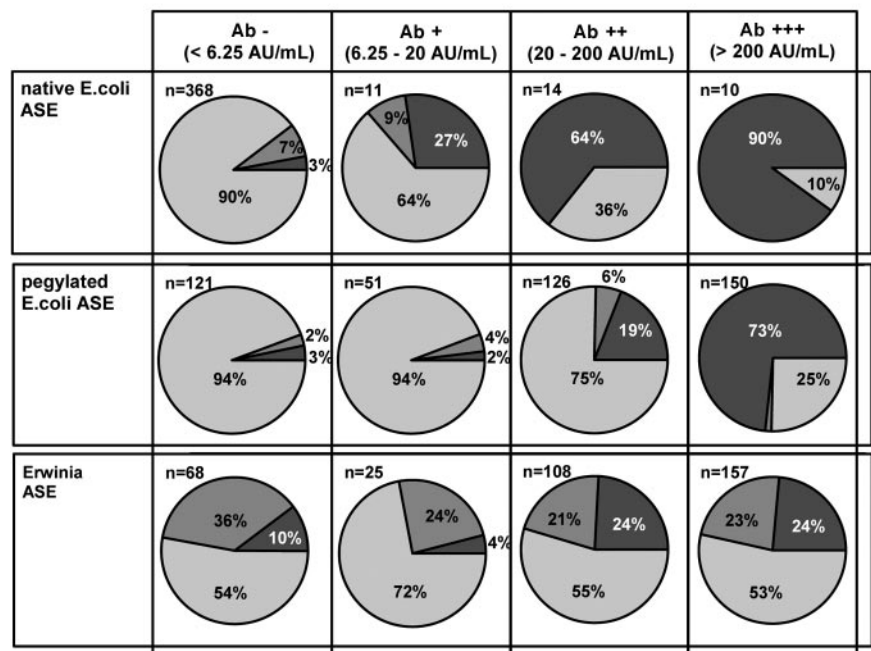 Ab -
(< 6.25 AU/mL)
Ab +
(6.25 - 20 AU/mL)
Ab ++
(20 - 200 AU/mL)
Ab +++
(> 200 AU/mL)
native E.coli
ASE
n=368
7%
3%
90%
n=11
9%
27%
64%
n=14
64%
36%
n=10
90%
10%
pegylated
E.coli ASE
n=121
2%
3%
94%
n=51
4%
2%
94%
n=126
6%
19%
75%
n=150
73%
25%
Erwinia
ASE
n=68
36%
10%
54%
n=25
24%
4%
72%
n=108
21%
24%
55%
n=157
23%
24%
53%